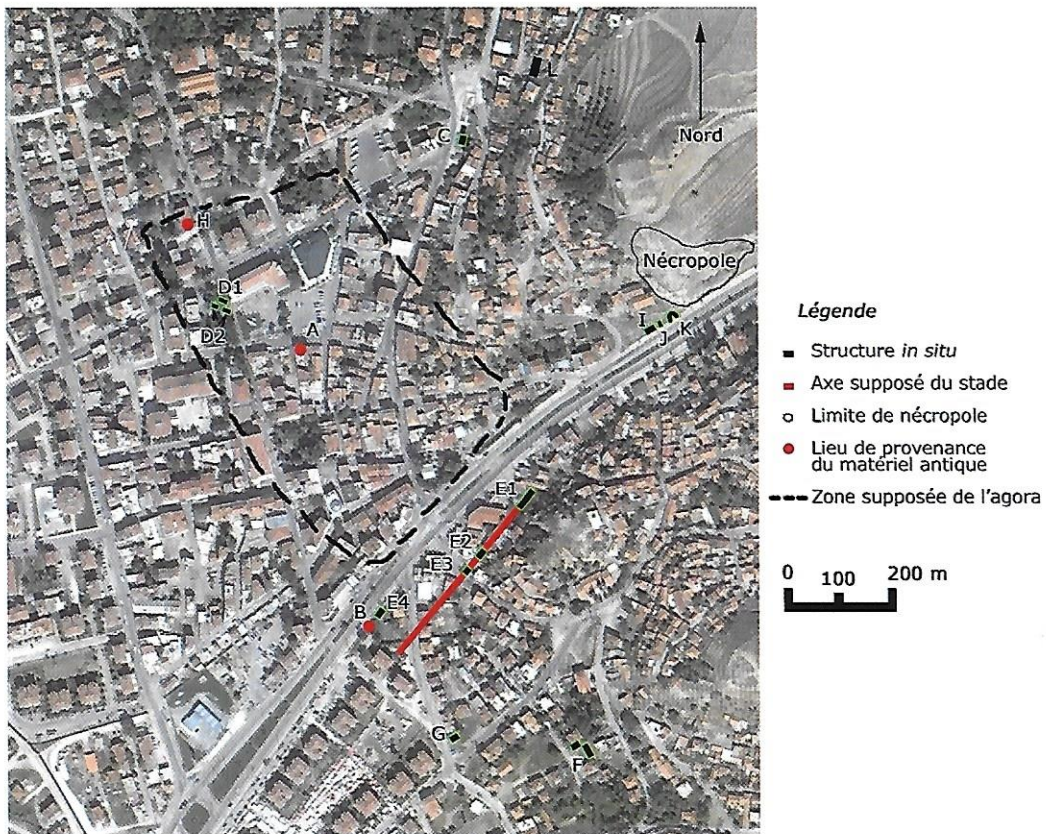 L
C
Nord
H
Nécropole
D1
I
K
J
D2
A
E1
E2
E3
E4
B
G
F
Légende
Structure in situ
Axe supposé du stade
Limite de nécropole
Lieu de provenance
du matériel antique
Zone supposée de l'agora
0 100 200 m